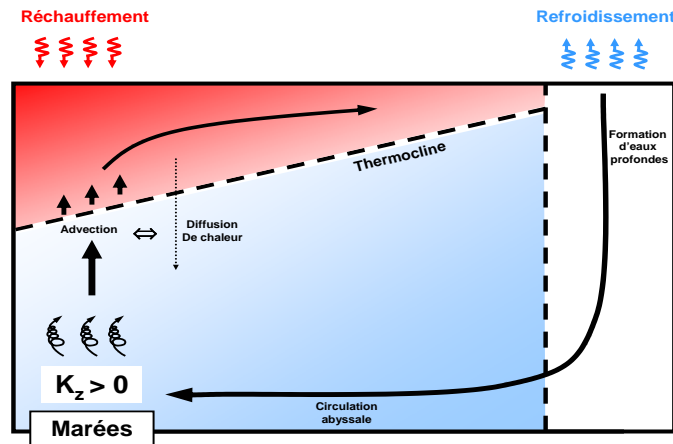 Réchauffement
Refroidissement
Formation
d'eaux
profondes
Thermocline
Advection
Diffusion
De chaleur
Kz > 0
Circulation
abyssale
Marées